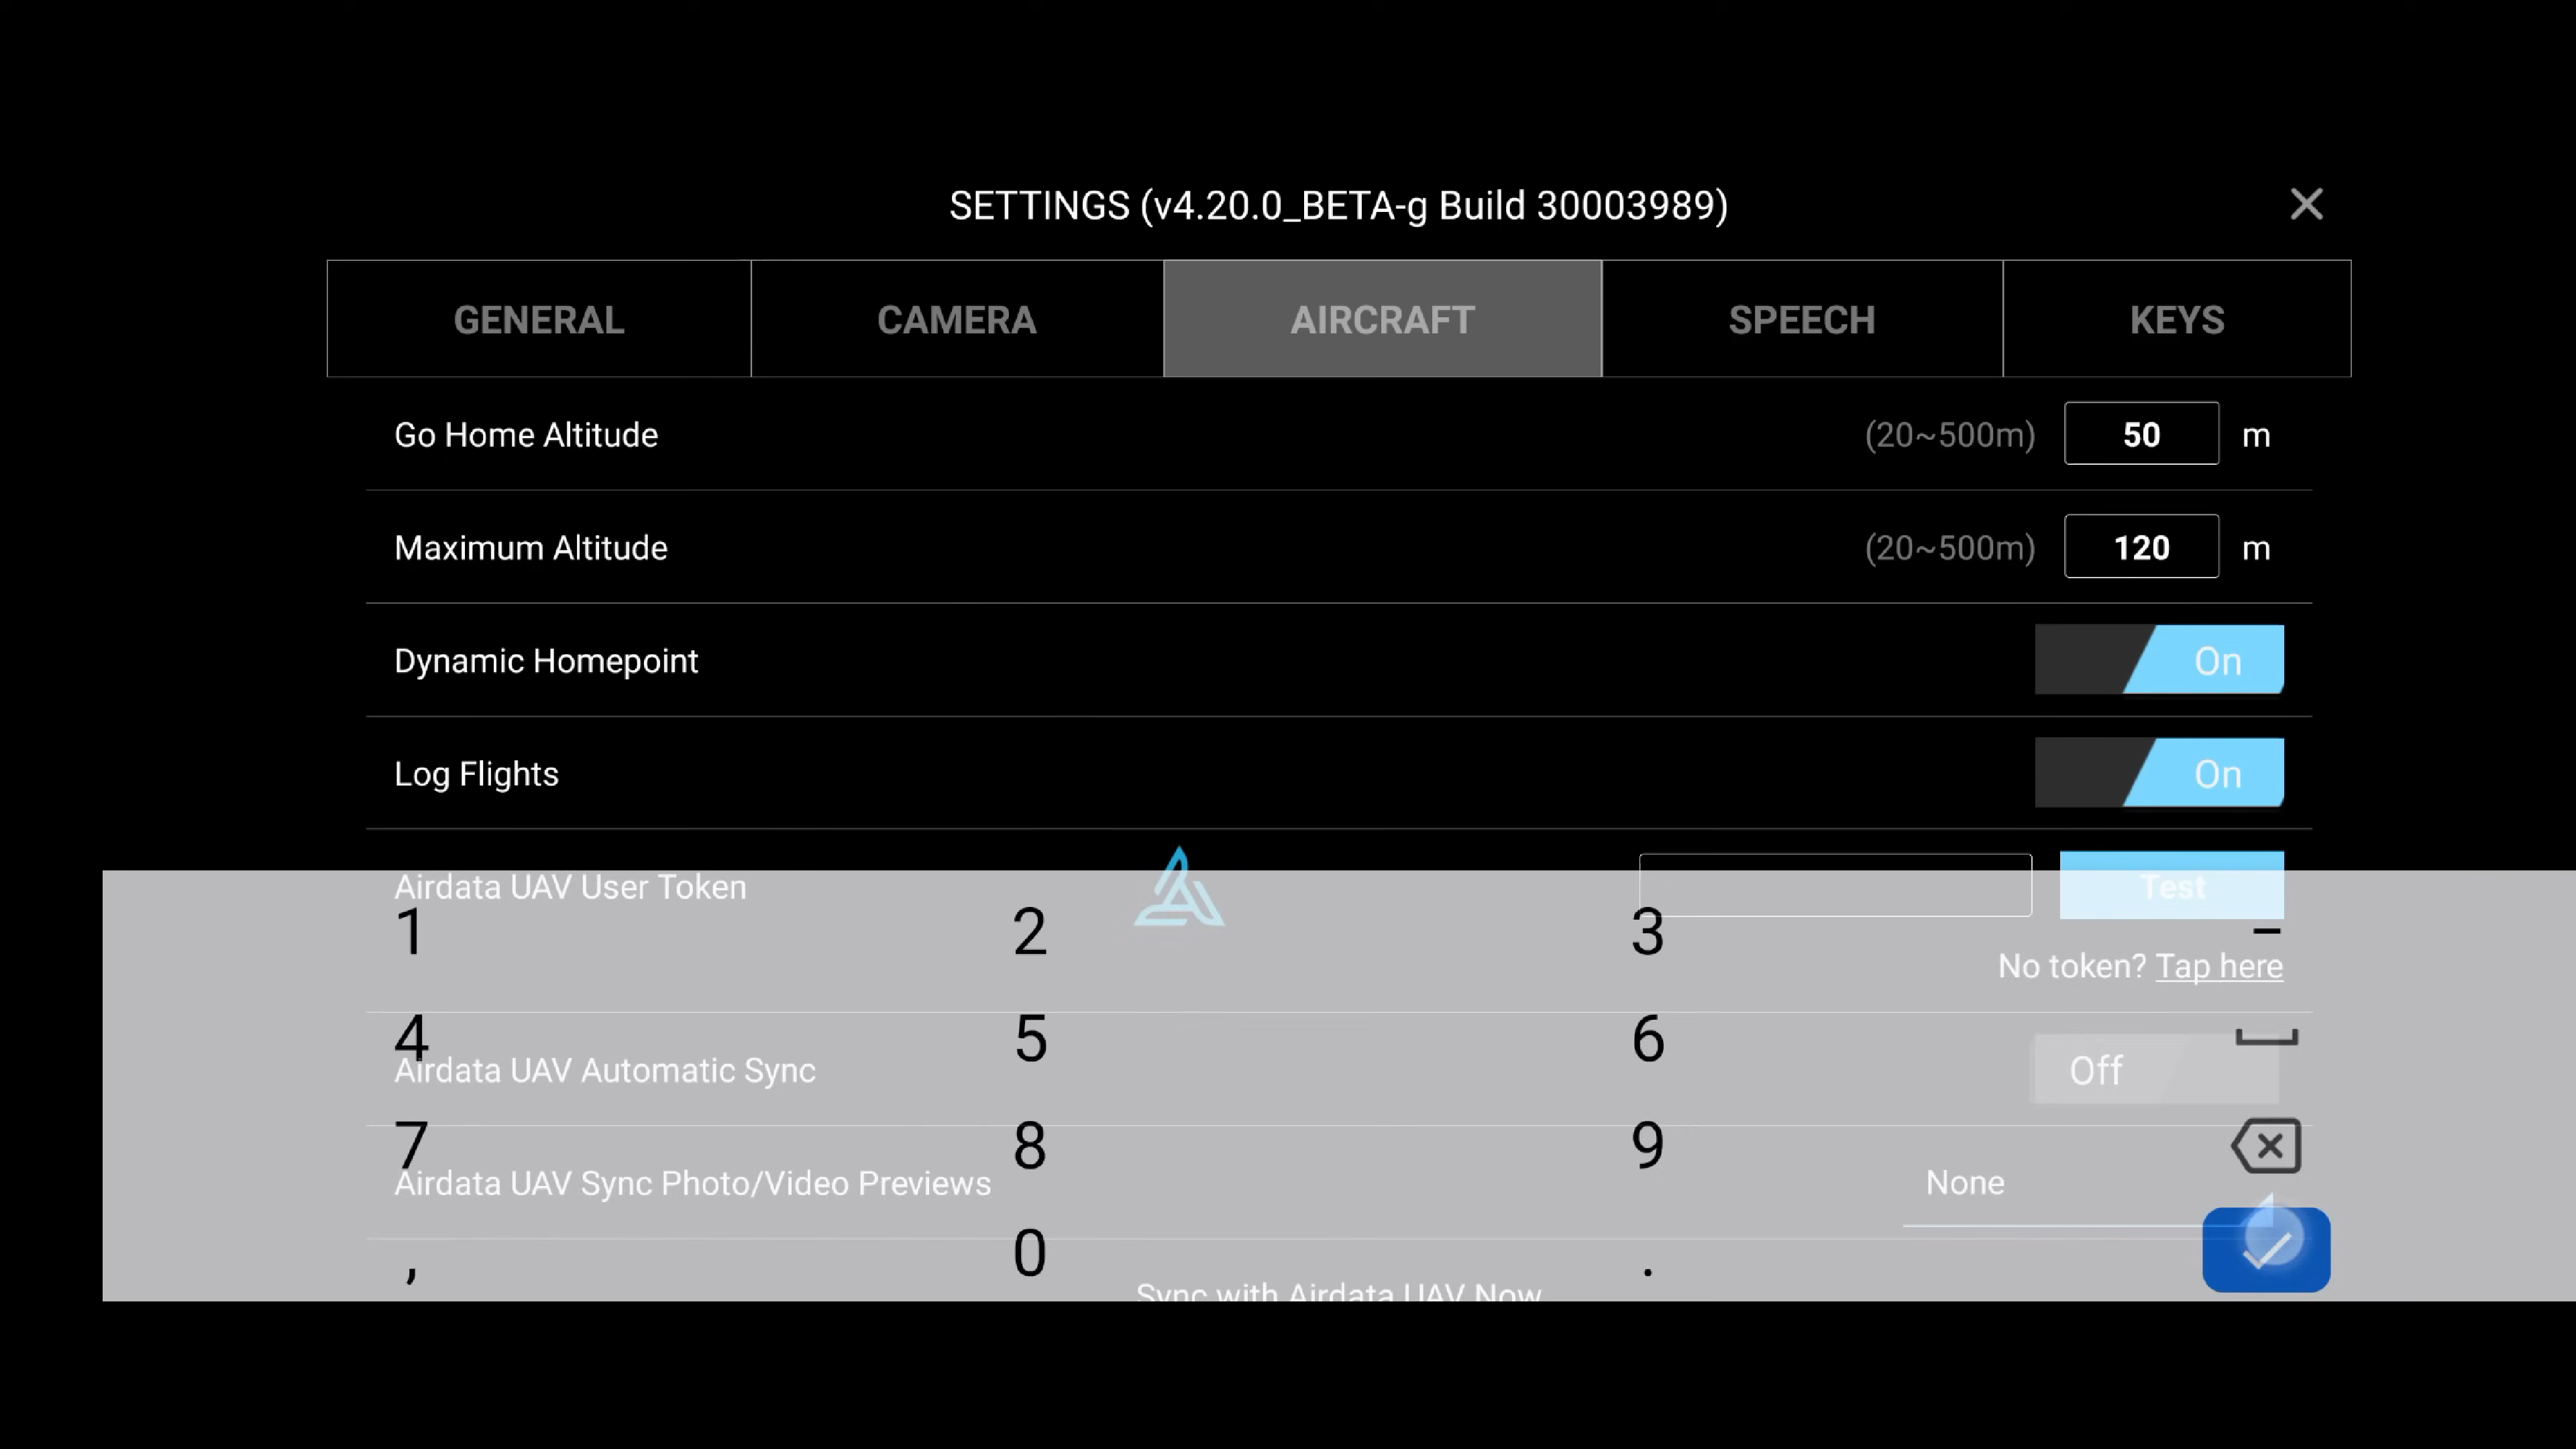 SETTINGS (v4.20.0_BETA-g Build 30003989)
GENERAL CAMERA AIRCRAFT SPEECH KEYS
Go Home Altitude (20~500m) 50 m
Maximum Altitude (20~500m) 120 m
Dynamic Homepoint On
Log Flights On
Airdata UAV User Token Test
1 2 3 –
No token? Tap here
4 5 6
Airdata UAV Automatic Sync Off
7 8 9
Airdata UAV Sync Photo/Video Previews None
, 0 .
Sync with Airdata UAV Now